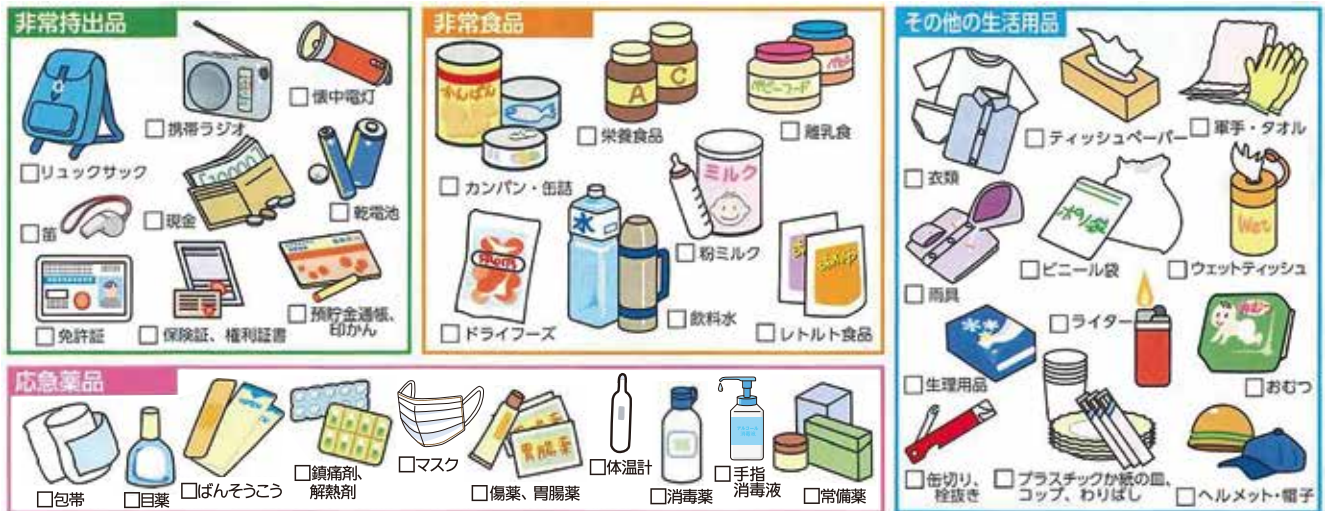 非常持出品
□リュックサック
□携帯ラジオ
□懐中電灯
□笛
□現金
10000
□乾電池
□免許証
□保険証、権利証書
□預貯金通帳、
印かん
非常食品
かんぱん
□カンパン・缶詰
A
C
□栄養食品
ベビーフード
□離乳食
□ドライフーズ
水
□飲料水
ミルク
□粉ミルク
□レトルト食品
その他の生活用品
□衣類
□ティッシュペーパー
□軍手・タオル
□雨具
□ビニール袋
Wet
□ウェットティッシュ
□生理用品
□ライター
おむつ
□おむつ
□缶切り、
栓抜き
□プラスチックか紙の皿、
コップ、わりばし
□ヘルメット・帽子
応急薬品
□包帯
□目薬
□ばんそうこう
□鎮痛剤、
解熱剤
□マスク
胃腸薬
□傷薬、胃腸薬
□体温計
□消毒薬
□手指
消毒液
□常備薬